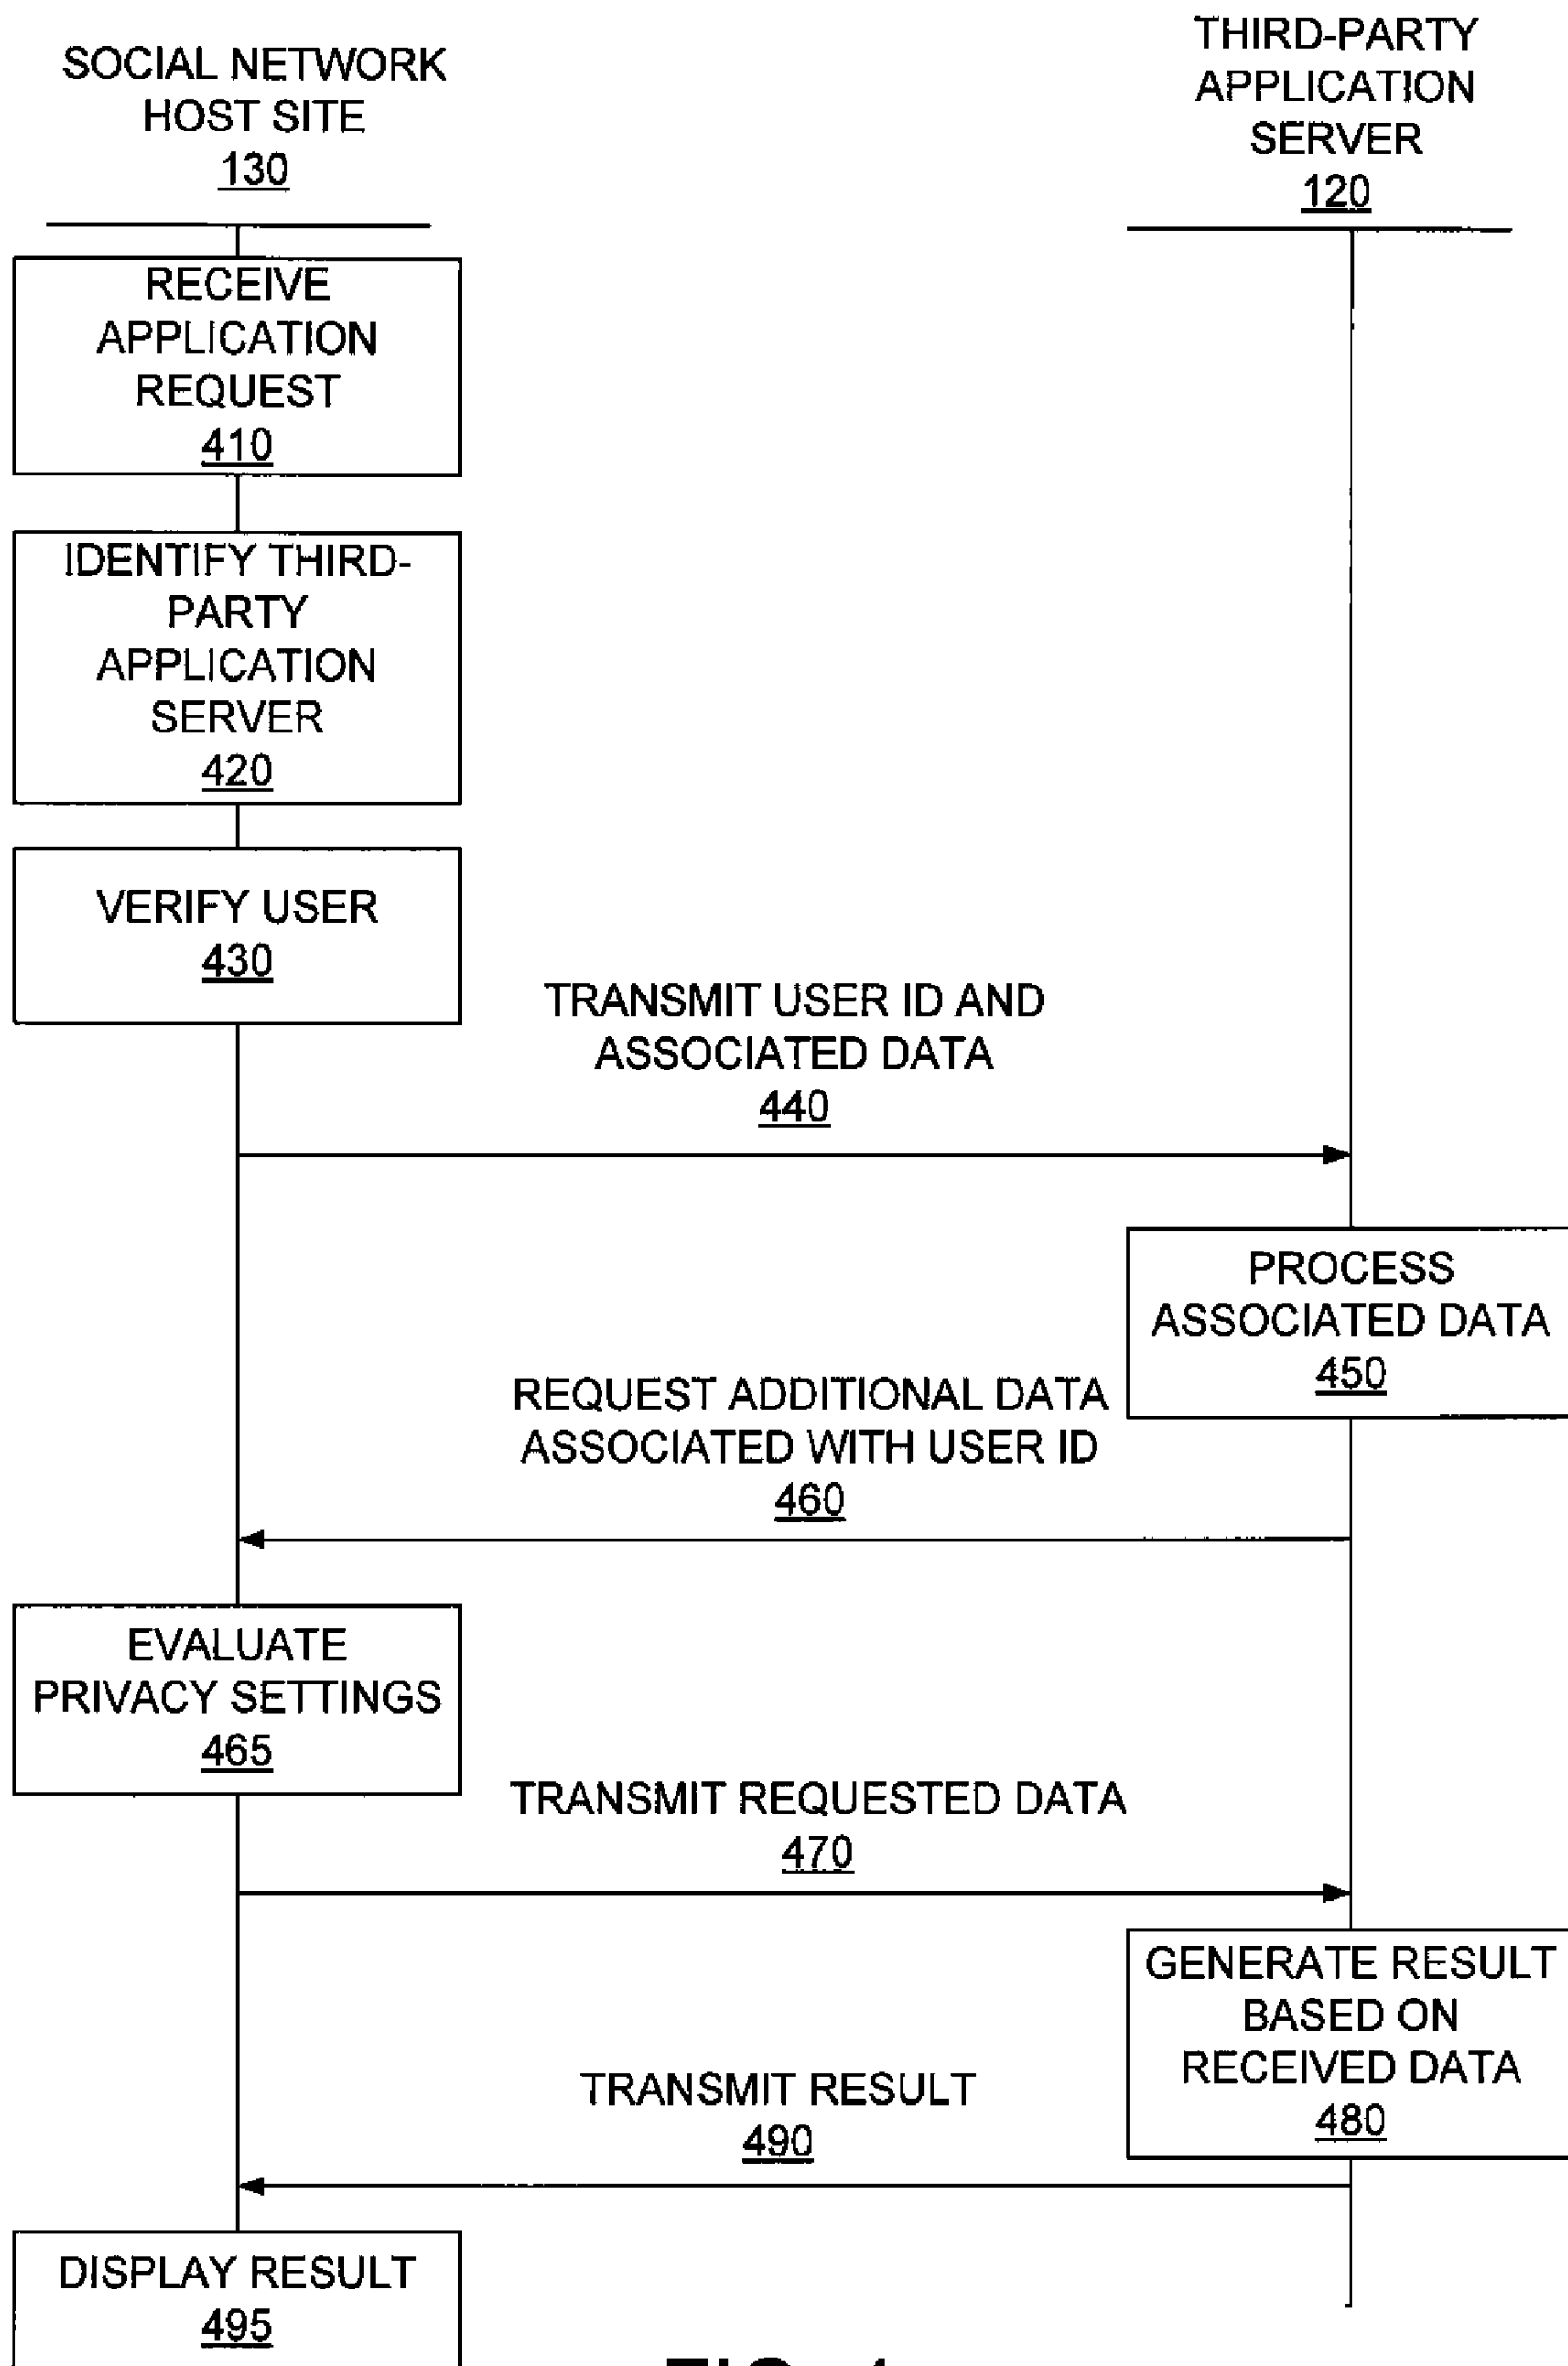 SOCIAL NETWORK
HOST SITE
130
THIRD-PARTY
APPLICATION
SERVER
120
RECEIVE
APPLICATION
REQUEST
410
IDENTIFY THIRD-
PARTY
APPLICATION
SERVER
420
VERIFY USER
430
TRANSMIT USER ID AND
ASSOCIATED DATA
440
PROCESS
ASSOCIATED DATA
450
REQUEST ADDITIONAL DATA
ASSOCIATED WITH USER ID
460
EVALUATE
PRIVACY SETTINGS
465
TRANSMIT REQUESTED DATA
470
GENERATE RESULT
BASED ON
RECEIVED DATA
480
TRANSMIT RESULT
490
DISPLAY RESULT
495